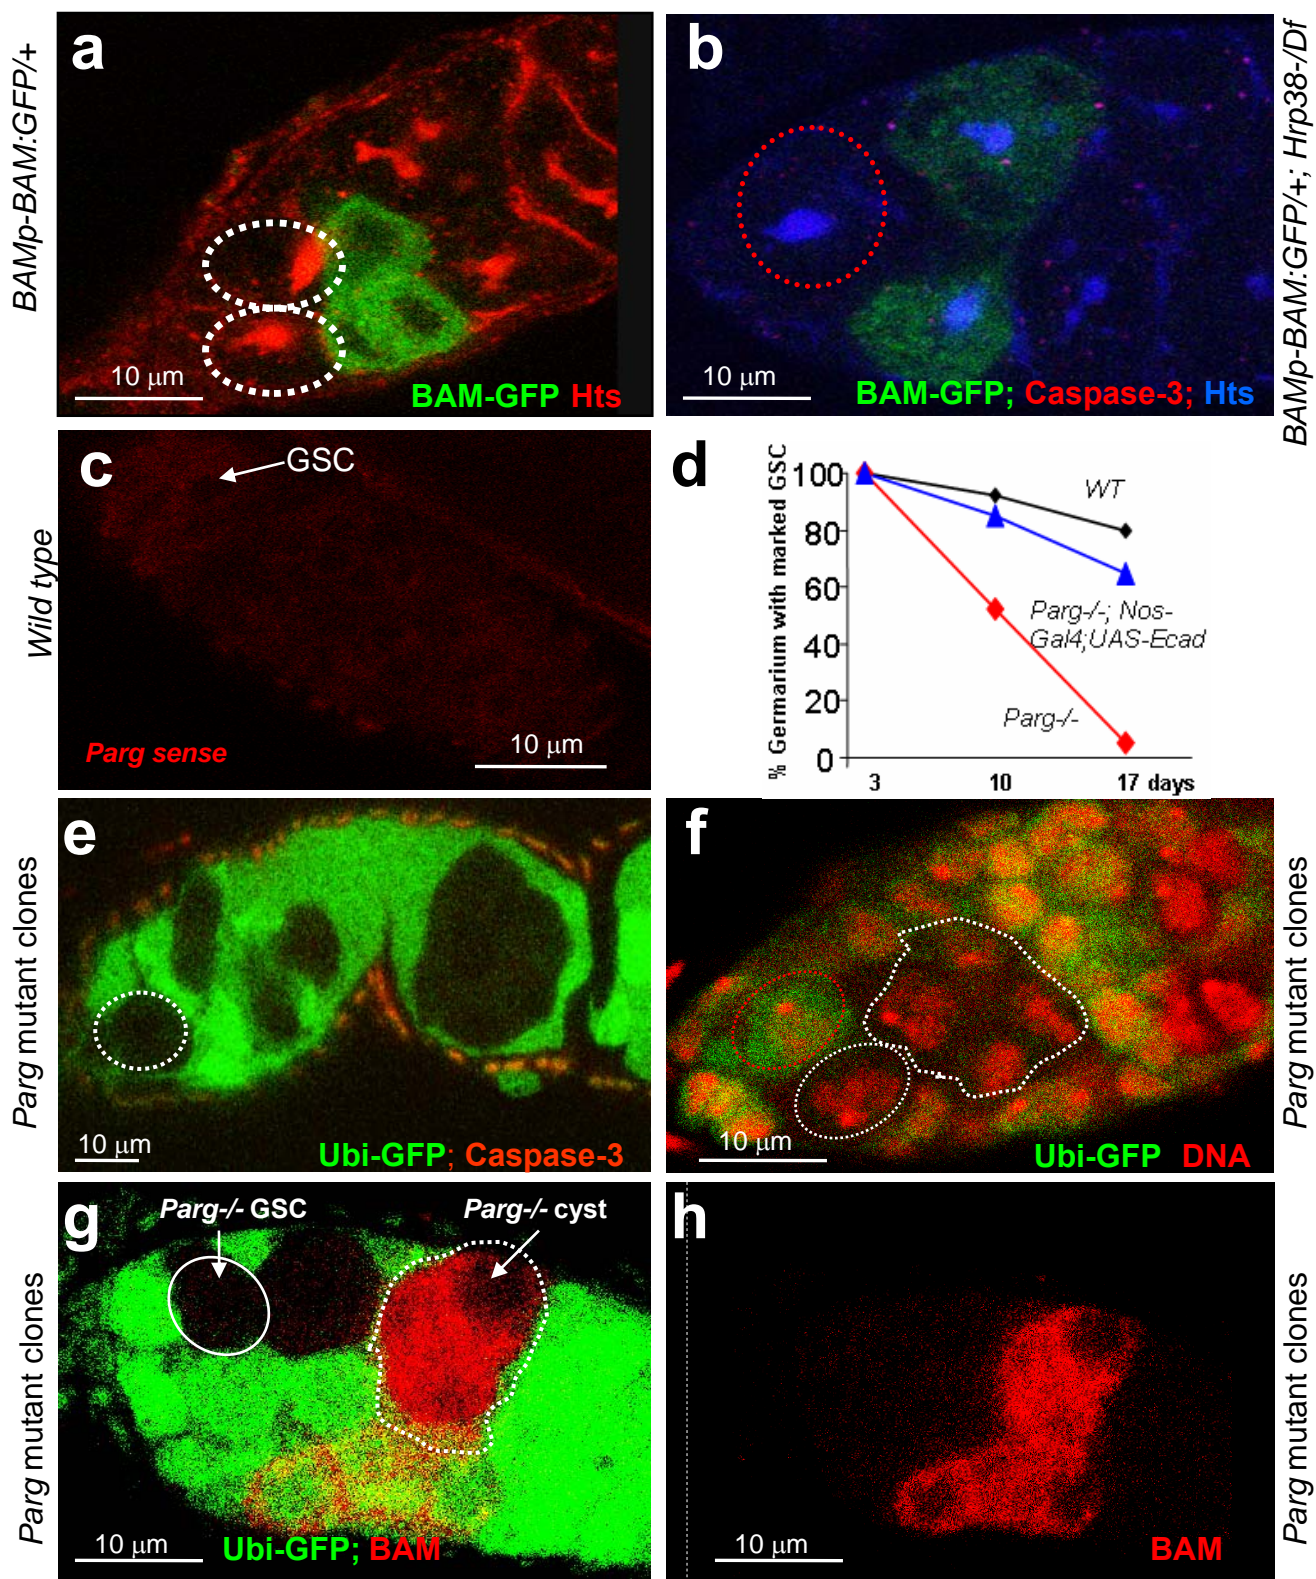 a
BAMp-BAM:GFP/+
10 μm
BAM-GFP Hts
b
BAMp-BAM:GFP/+; Hrp38-/Df
10 μm
BAM-GFP; Caspase-3; Hts
c
GSC
Wild type
Parg sense
10 μm
d
% Germarium with marked GSC
100
80
60
40
20
0
WT
Parg-/-; Nos-
Gal4;UAS-Ecad
Parg-/-
3 10 17 days
e
Parg mutant clones
10 μm
Ubi-GFP; Caspase-3
f
Parg mutant clones
10 μm
Ubi-GFP DNA
g
Parg-/- GSC
Parg-/- cyst
Parg mutant clones
10 μm
Ubi-GFP; BAM
h
Parg mutant clones
10 μm
BAM